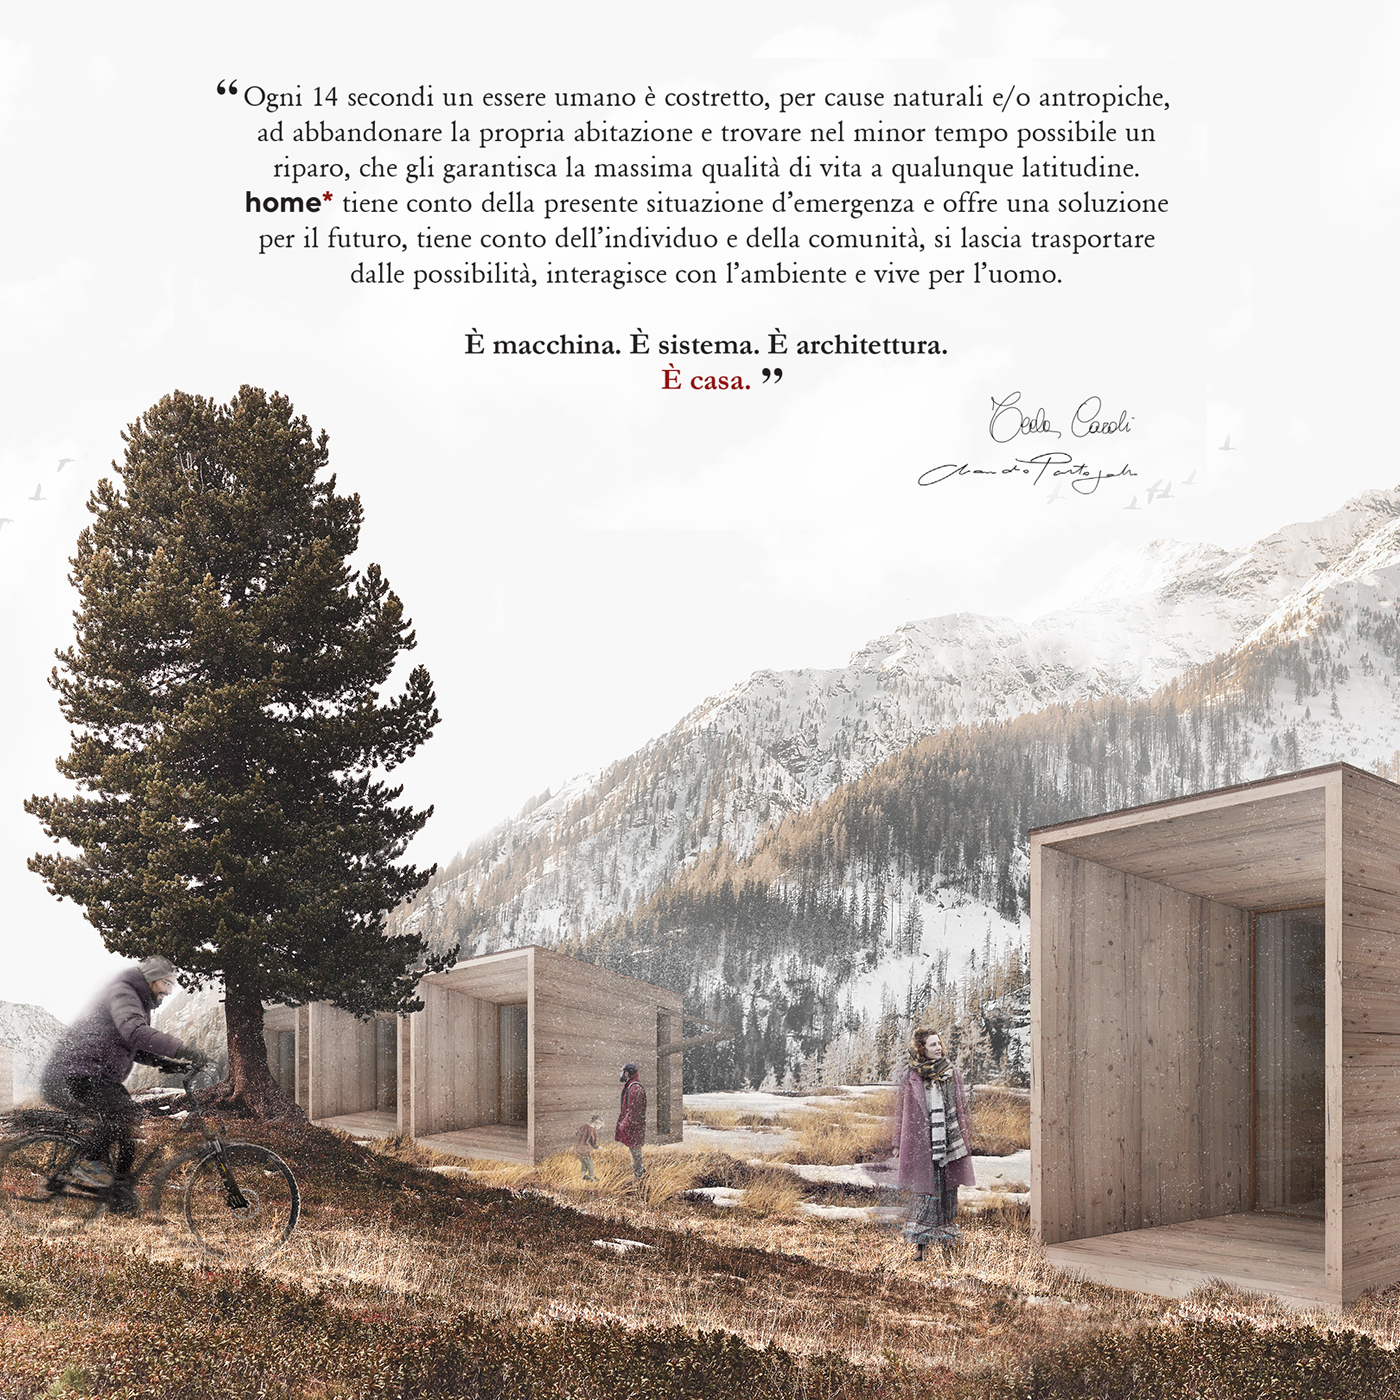 “Ogni 14 secondi un essere umano è costretto, per cause naturali e/o antropiche,
ad abbandonare la propria abitazione e trovare nel minor tempo possibile un
riparo, che gli garantisca la massima qualità di vita a qualunque latitudine.
home* tiene conto della presente situazione d’emergenza e offre una soluzione
per il futuro, tiene conto dell’individuo e della comunità, si lascia trasportare
dalle possibilità, interagisce con l’ambiente e vive per l’uomo.
È macchina. È sistema. È architettura.
È casa.”